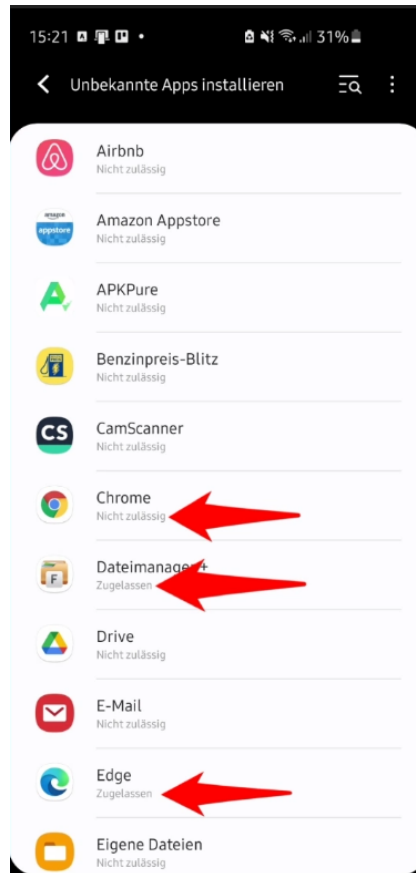 15:21 31%
Unbekannte Apps installieren
Airbnb
Nicht zulässig
amazon
appstore
Amazon Appstore
Nicht zulässig
APKPure
Nicht zulässig
Benzinpreis-Blitz
Nicht zulässig
CS
CamScanner
Nicht zulässig
Chrome
Nicht zulässig
F
Dateimanager+
Zugelassen
Drive
Nicht zulässig
E-Mail
Nicht zulässig
Edge
Zugelassen
Eigene Dateien
Nicht zulässig